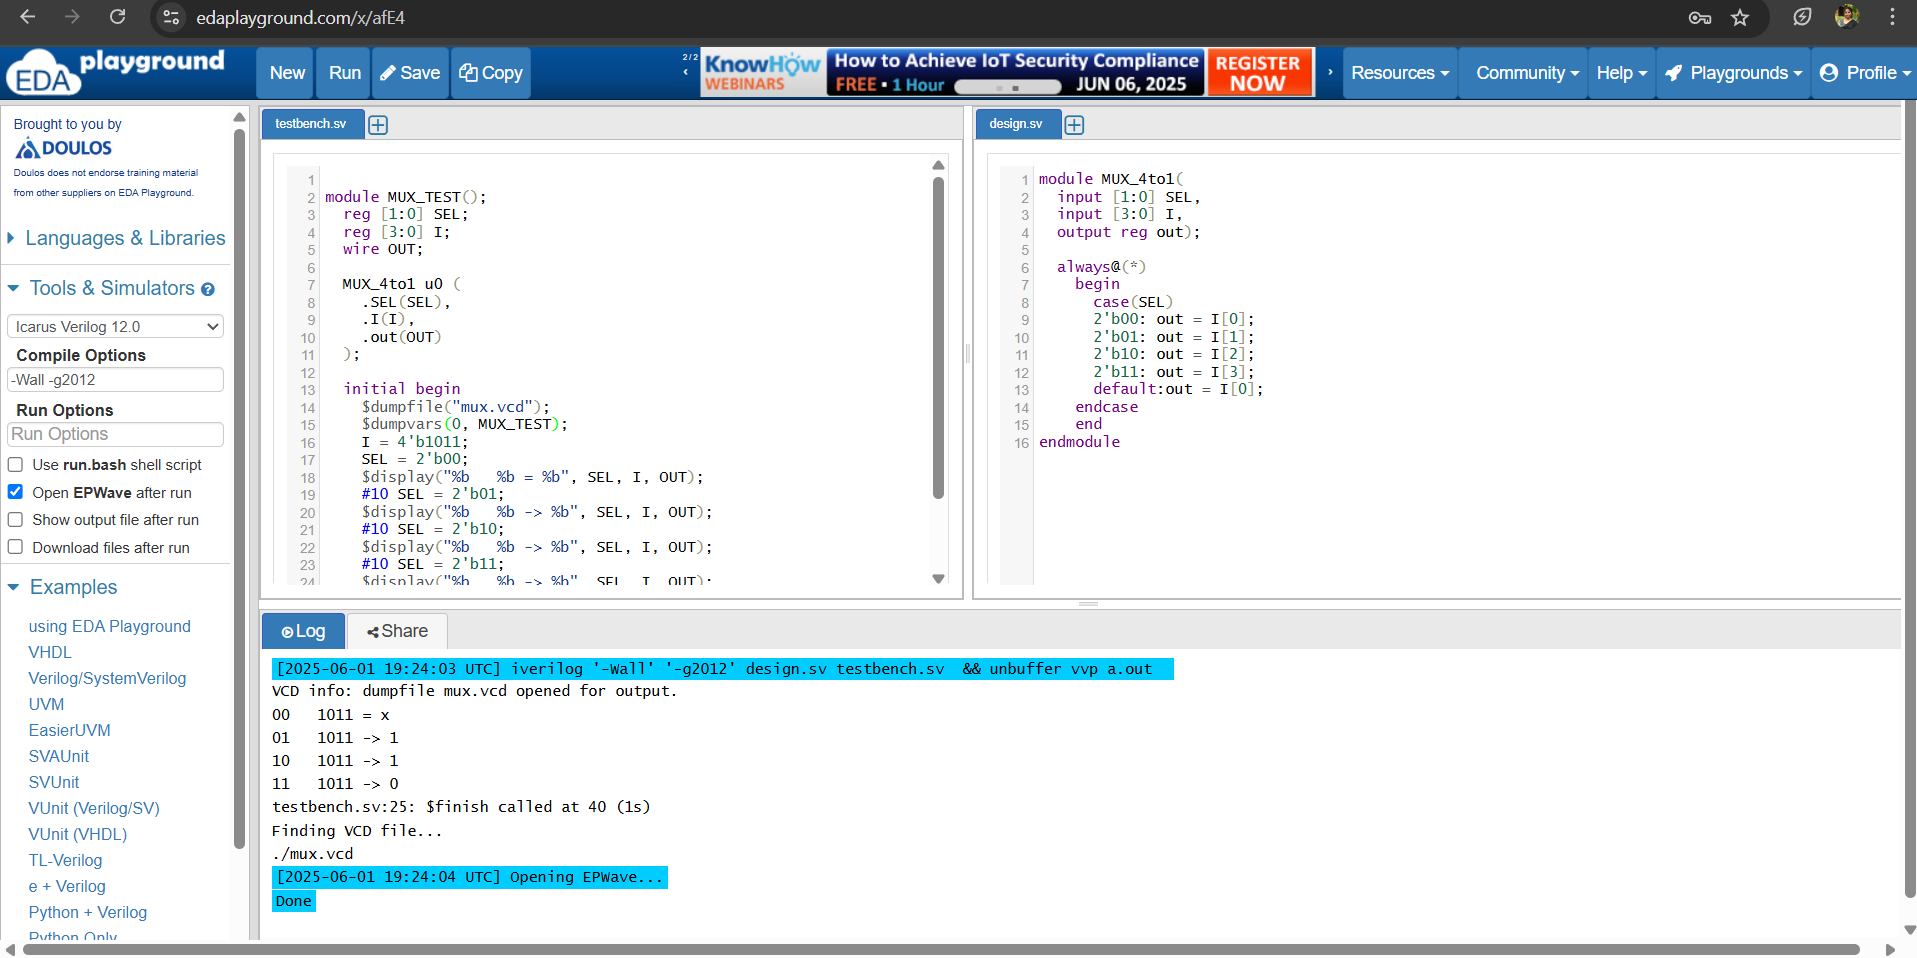 edaplayground.com/x/afE4
EDA playground
New
Run
Save
Copy
2/2
KnowHow
WEBINARS
How to Achieve IoT Security Compliance
FREE • 1 Hour
JUN 06, 2025
REGISTER
NOW
Resources
Community
Help
Playgrounds
Profile
Brought to you by
DOULOS
Doulos does not endorse training material
from other suppliers on EDA Playground.
Languages & Libraries
Tools & Simulators
Icarus Verilog 12.0
Compile Options
-Wall -g2012
Run Options
Run Options
Use run.bash shell script
Open EPWave after run
Show output file after run
Download files after run
Examples
using EDA Playground
VHDL
Verilog/SystemVerilog
UVM
EasierUVM
SVAUnit
SVUnit
VUnit (Verilog/SV)
VUnit (VHDL)
TL-Verilog
e + Verilog
Python + Verilog
Python Only
testbench.sv
1
2 module MUX_TEST();
3 reg [1:0] SEL;
4 reg [3:0] I;
5 wire OUT;
6
7 MUX_4to1 u0 (
8 .SEL(SEL),
9 .I(I),
10 .out(OUT)
11 );
12
13 initial begin
14 $dumpfile("mux.vcd");
15 $dumpvars(0, MUX_TEST);
16 I = 4'b1011;
17 SEL = 2'b00;
18 $display("%b   %b = %b", SEL, I, OUT);
19 #10 SEL = 2'b01;
20 $display("%b   %b -> %b", SEL, I, OUT);
21 #10 SEL = 2'b10;
22 $display("%b   %b -> %b", SEL, I, OUT);
23 #10 SEL = 2'b11;
24 $display("%b   %b -> %b", SEL, I, OUT);
design.sv
1 module MUX_4to1(
2 input [1:0] SEL,
3 input [3:0] I,
4 output reg out);
5
6 always@(*)
7 begin
8 case(SEL)
9 2'b00: out = I[0];
10 2'b01: out = I[1];
11 2'b10: out = I[2];
12 2'b11: out = I[3];
13 default:out = I[0];
14 endcase
15 end
16 endmodule
Log
Share
[2025-06-01 19:24:03 UTC] iverilog '-Wall' '-g2012' design.sv testbench.sv  && unbuffer vvp a.out
VCD info: dumpfile mux.vcd opened for output.
00   1011 = x
01   1011 -> 1
10   1011 -> 1
11   1011 -> 0
testbench.sv:25: $finish called at 40 (1s)
Finding VCD file...
./mux.vcd
[2025-06-01 19:24:04 UTC] Opening EPWave...
Done